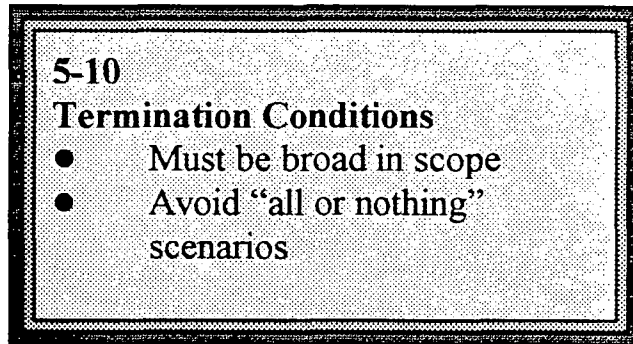 5-10
Termination Conditions
● Must be broad in scope
● Avoid “all or nothing”
scenarios